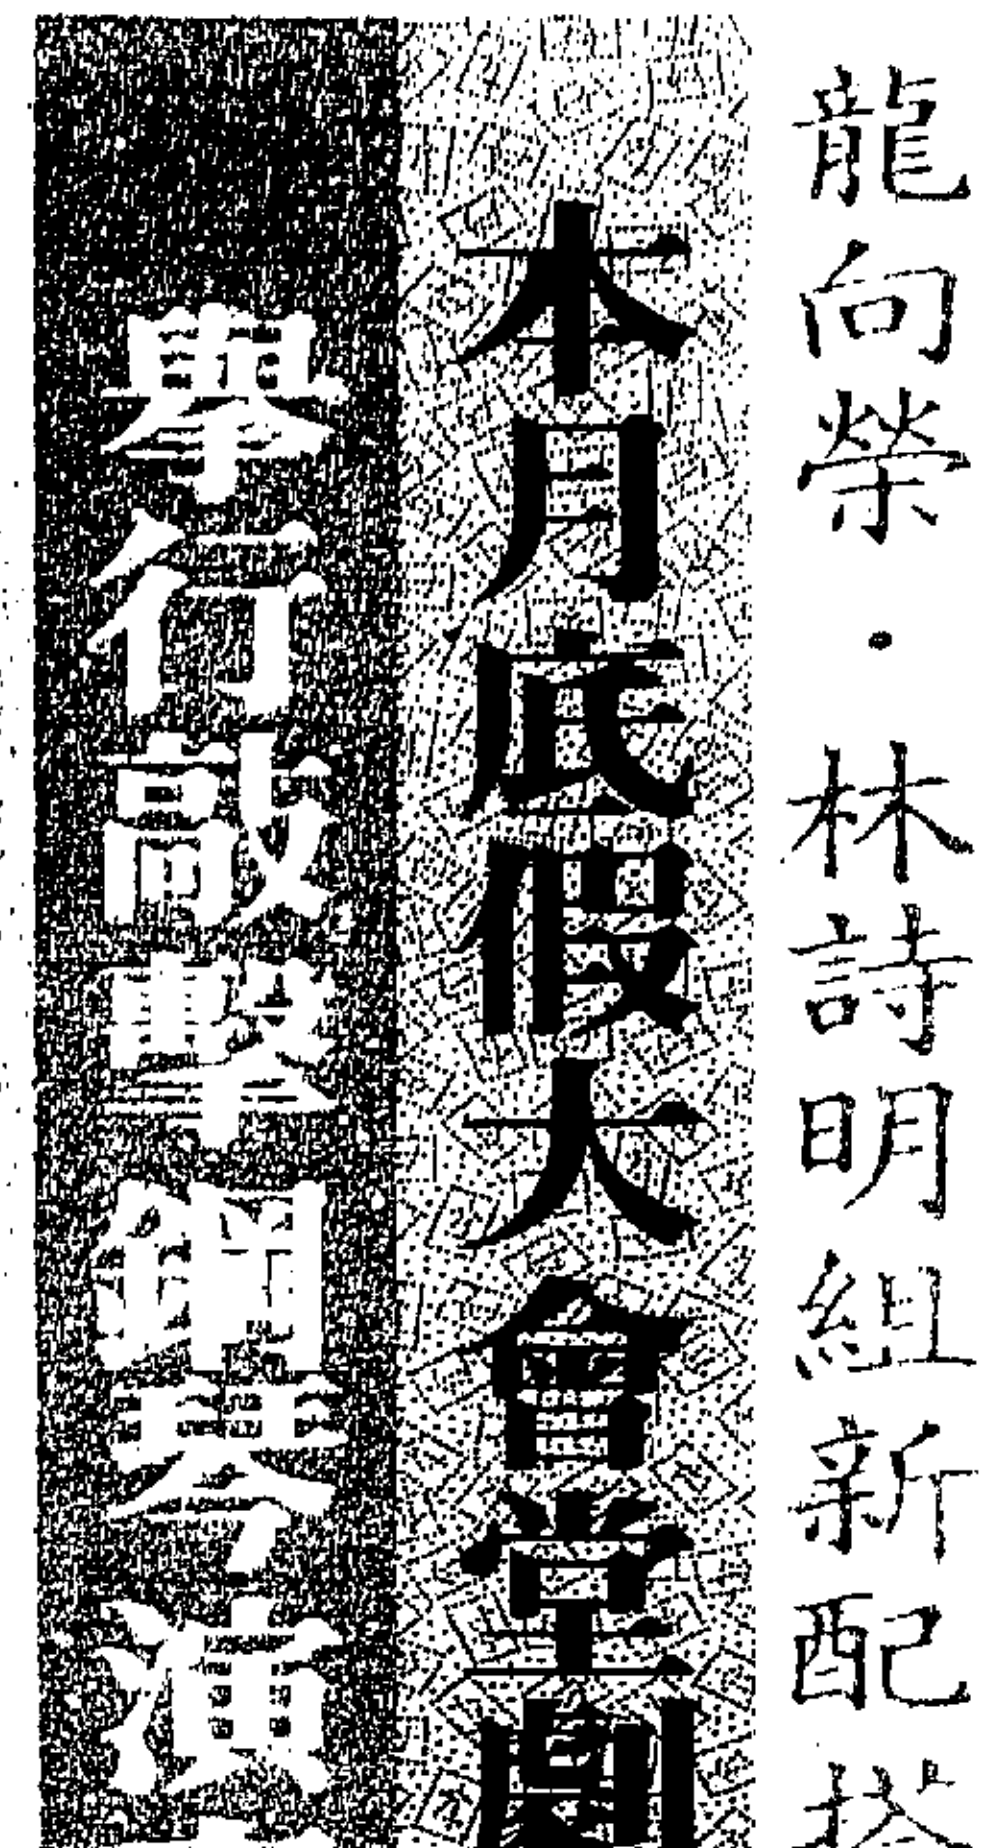 龍向榮・林詩明組新配搭
本月底假大會堂劇
舉行敲擊鋼琴演